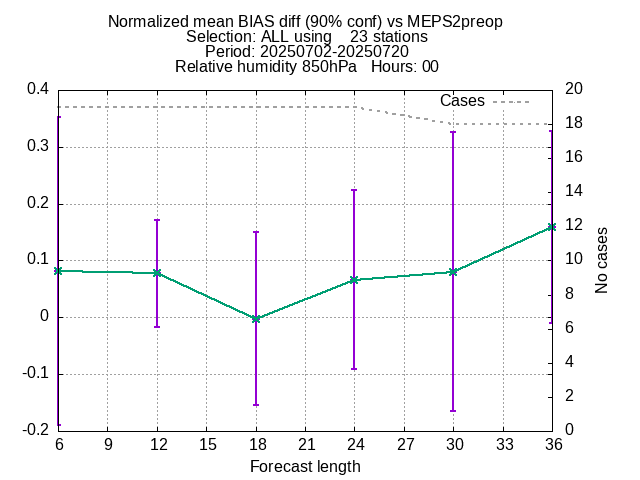 Normalized mean BIAS diff (90% conf) vs MEPS2preop
Selection: ALL using    23 stations
Period: 20250702-20250720
Relative humidity 850hPa   Hours: 00
Cases
0.4
0.3
0.2
0.1
0
-0.1
-0.2
20
18
16
14
12
10
8
6
4
2
0
No cases
6 9 12 15 18 21 24 27 30 33 36
Forecast length